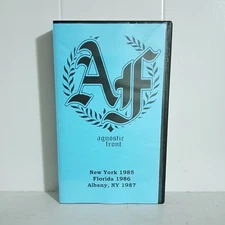 AF
agnostic
front
New York 1985
Florida 1986
Albany, NY 1987